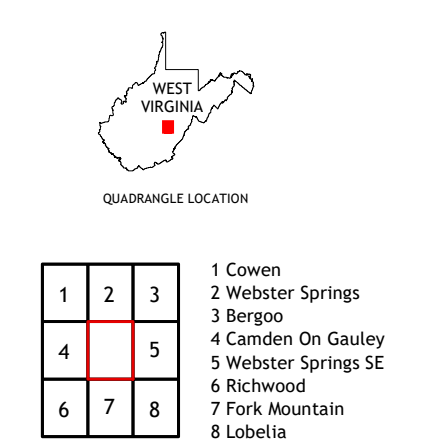 WEST
VIRGINIA
QUADRANGLE LOCATION
1 2 3
4 5
6 7 8
1 Cowen
2 Webster Springs
3 Bergoo
4 Camden On Gauley
5 Webster Springs SE
6 Richwood
7 Fork Mountain
8 Lobelia